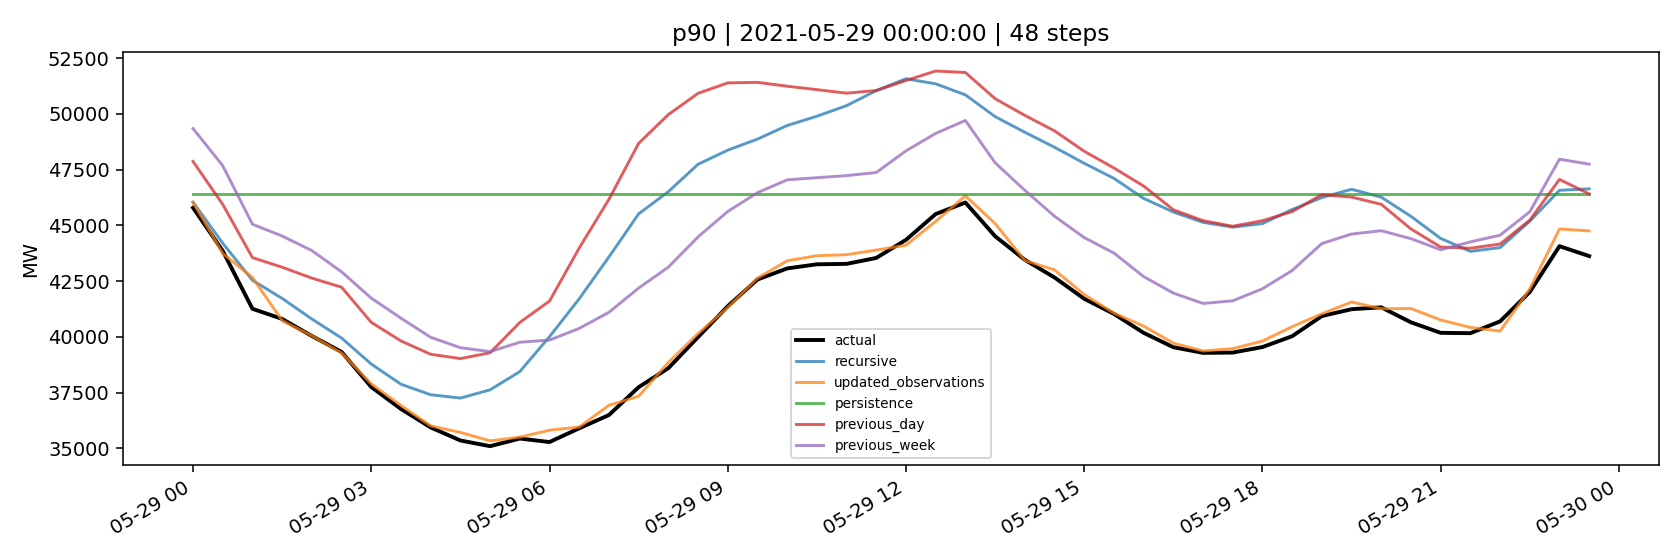 p90 | 2021-05-29 00:00:00 | 48 steps
52500
50000
47500
45000
42500
40000
37500
35000
MW
actual
recursive
updated_observations
persistence
previous_day
previous_week
05-29 00
05-29 03
05-29 06
05-29 09
05-29 12
05-29 15
05-29 18
05-29 21
05-30 00